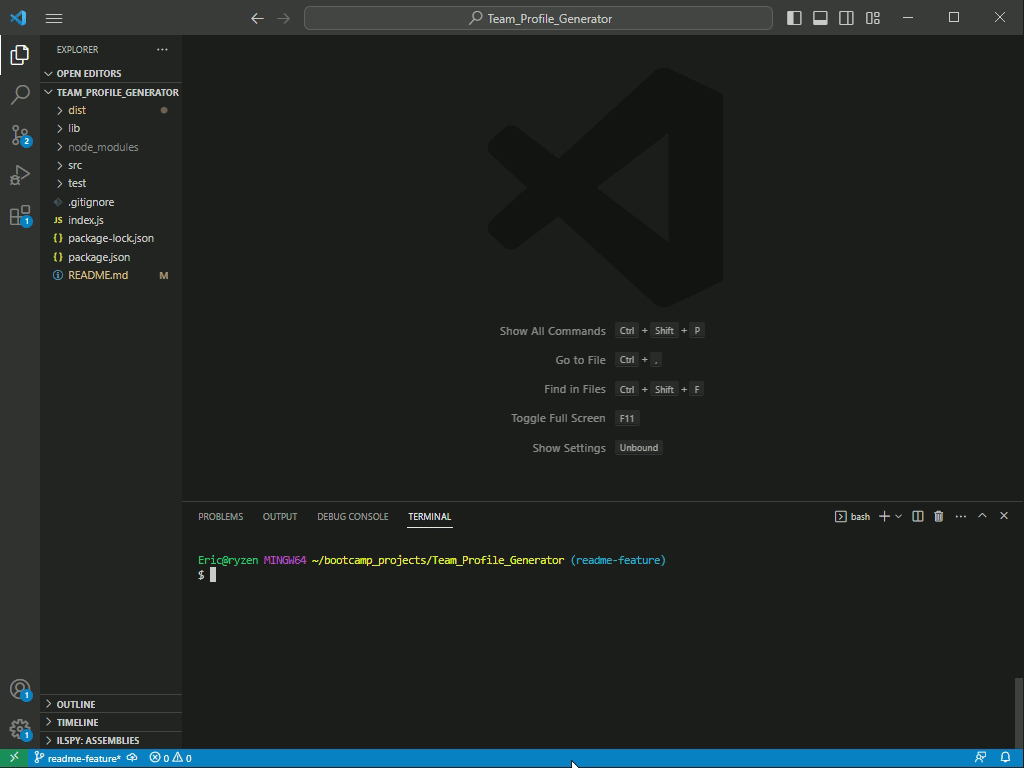 Team_Profile_Generator
EXPLORER
OPEN EDITORS
TEAM_PROFILE_GENERATOR
dist
lib
node_modules
src
test
.gitignore
JS index.js
{} package-lock.json
{} package.json
README.md M
2
1
Show All Commands Ctrl + Shift + P
Go to File Ctrl + .
Find in Files Ctrl + Shift + F
Toggle Full Screen F11
Show Settings Unbound
PROBLEMS OUTPUT DEBUG CONSOLE TERMINAL bash
Eric@ryzen MINGW64 ~/bootcamp_projects/Team_Profile_Generator (readme-feature)
$
1
1
OUTLINE
TIMELINE
ILSPY: ASSEMBLIES
readme-feature* 0 0